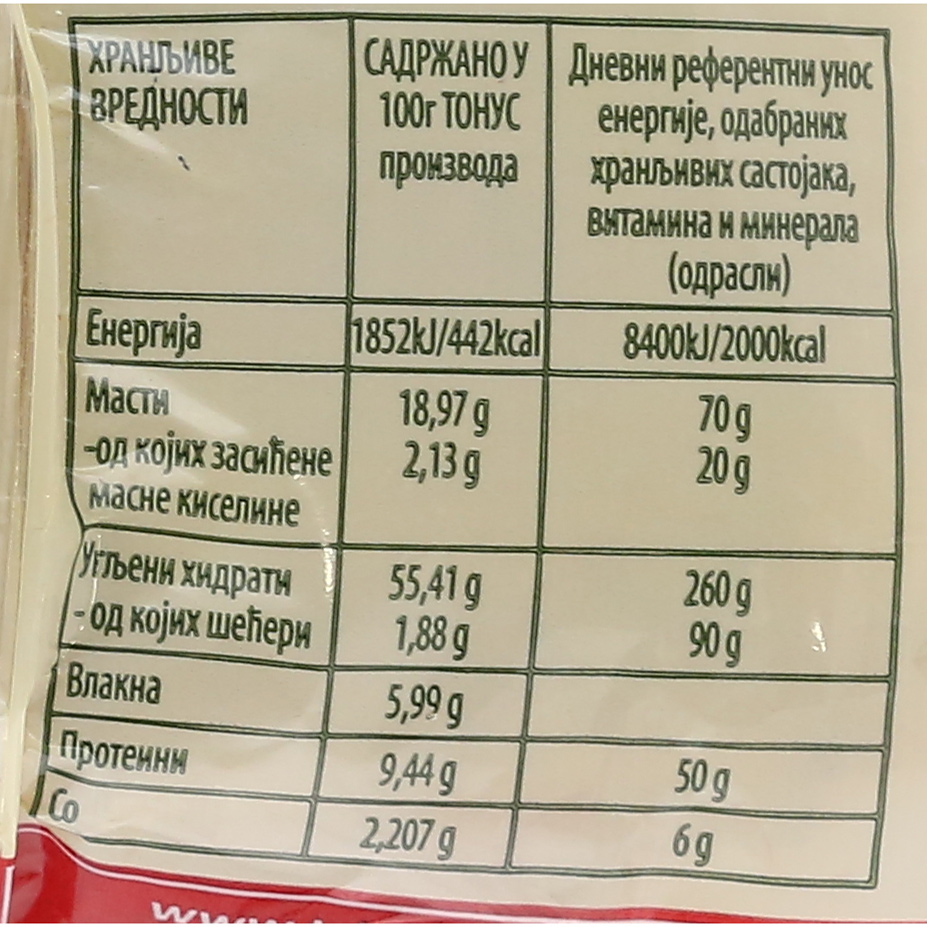 ХРАНЉИВЕ
ВРЕДНОСТИ
САДРЖАНО У
100г ТОНУС
производа
Дневни референтни унос
енергије, одабраних
хранљивих састојака,
витамина и минерала
(одрасли)
Енергија 1852kJ/442kcal 8400kJ/2000kcal
Масти 18,97 g 70 g
-од којих засићене 2,13 g 20 g
масне киселине
Угљени хидрати 55,41 g 260 g
- од којих шећери 1,88 g 90 g
Влакна 5,99 g
Протеини 9,44 g 50 g
Со 2,207 g 6 g